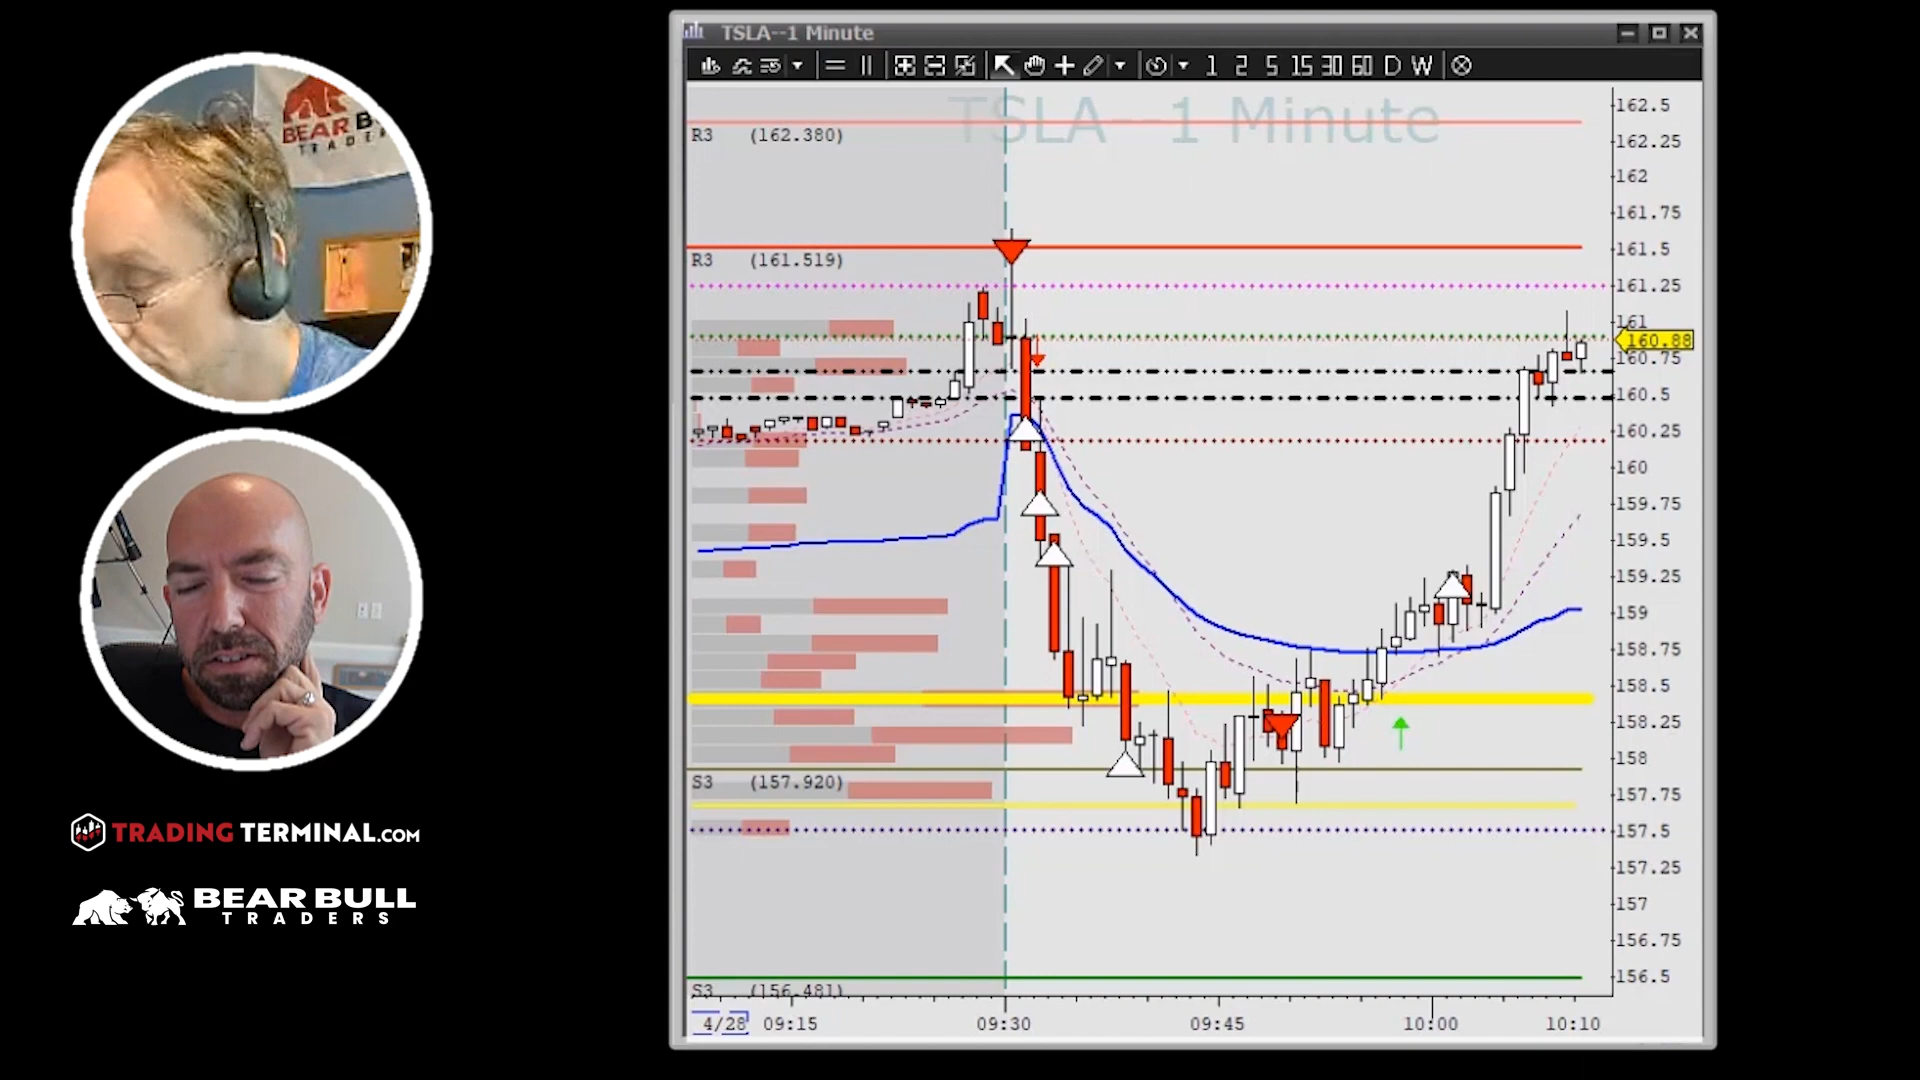 TSLA--1 Minute
1 2 5 15 30 60 D W
TSLA--1 Minute
R3 (162.380)
R3 (161.519)
S3 (157.920)
S3 (156.481)
162.5
162.25
162
161.75
161.5
161.25
161
160.88
160.75
160.5
160.25
160
159.75
159.5
159.25
159
158.75
158.5
158.25
158
157.75
157.5
157.25
157
156.75
156.5
4/28 09:15 09:30 09:45 10:00 10:10
BEAR B
TRADE
TRADING TERMINAL.COM
BEAR BULL
TRADERS